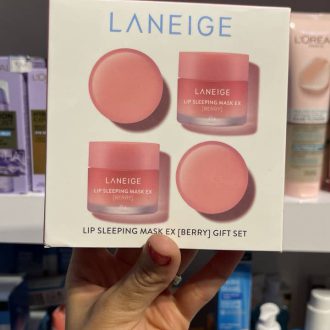 LANEIGE
LANEIGE
LIP SLEEPING MASK EX
[BERRY]
LANEIGE
LIP SLEEPING MASK EX
[BERRY]
LIP SLEEPING MASK EX [BERRY] GIFT SET
L'OREAL